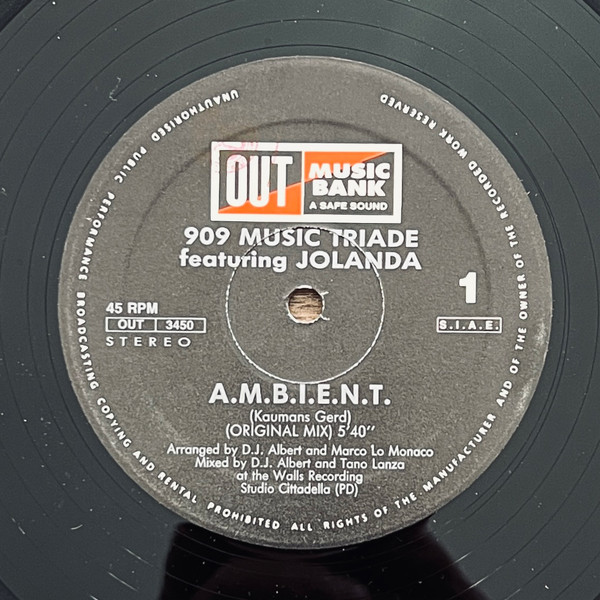 OUT
MUSIC
BANK
A SAFE SOUND
909 MUSIC TRIADE
featuring JOLANDA
1
45 RPM
OUT 3450
STEREO
S.I.A.E.
A.M.B.I.E.N.T.
(Kaumans Gerd)
(ORIGINAL MIX) 5'40''
Arranged by D.J. Albert and Marco Lo Monaco
Mixed by D.J. Albert and Tano Lanza
at the Walls Recording
Studio Cittadella (PD)
UNAUTHORISED PUBLIC PERFORMANCE BROADCASTING COPYING AND RENTAL PROHIBITED ALL RIGHTS OF THE MANUFACTURER AND OF THE OWNER OF THE RECORDED WORK RESERVED